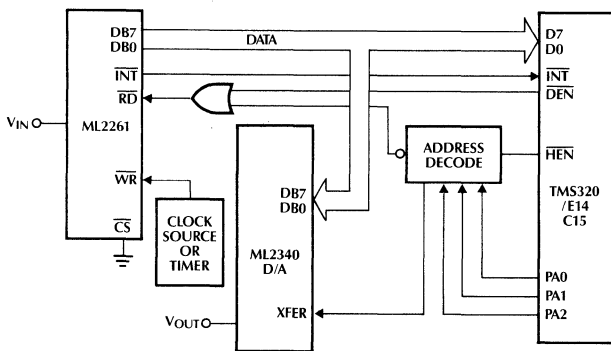 DB7
DB0
INT
RD
VIN
ML2261
WR
CS
DATA
CLOCK
SOURCE
OR
TIMER
DB7
DB0
ML2340
D/A
XFER
VOUT
ADDRESS
DECODE
D7
D0
INT
DEN
HEN
TMS320
/E14
C15
PA0
PA1
PA2